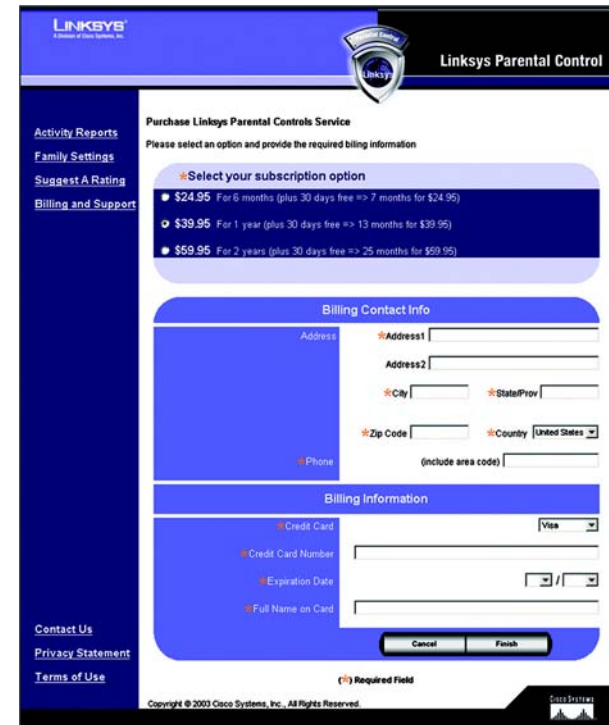 LINKSYS®
A Division of Cisco Systems, Inc.
Parental Control
Linksys
Linksys Parental Control
Activity Reports
Family Settings
Suggest A Rating
Billing and Support
Purchase Linksys Parental Controls Service
Please select an option and provide the required biling information
*Select your subscription option
$24.95 For 6 months (plus 30 days free => 7 months for $24.95)
$39.95 For 1 year (plus 30 days free => 13 months for $39.95)
$59.95 For 2 years (plus 30 days free => 25 months for $59.95)
Billing Contact Info
Address *Address1
Address2
*City *State/Prov
*Zip Code *Country United States
*Phone (include area code)
Billing Information
*Credit Card Visa
*Credit Card Number
*Expiration Date /
*Full Name on Card
Cancel Finish
Contact Us
Privacy Statement
Terms of Use
(*) Required Field
Copyright © 2003 Cisco Systems, Inc., All Rights Reserved.
Cisco Systems